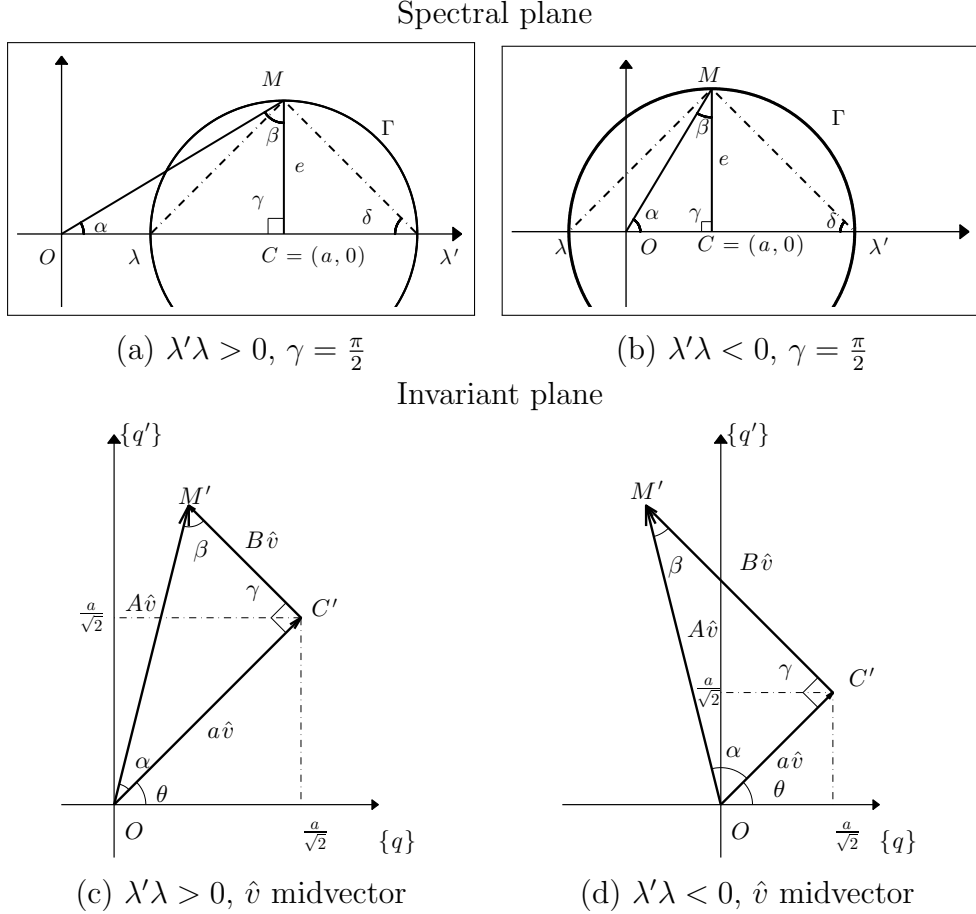 Spectral plane
M
Γ
β
e
γ
α
δ
O
λ
C = (a, 0)
λ'
M
Γ
β
e
α
γ
δ
λ
O
C = (a, 0)
λ'
(a) λ'λ > 0, γ = π/2
(b) λ'λ < 0, γ = π/2
Invariant plane
{q'}
M'
β
Bv̂
γ
C'
a/√2
Av̂
av̂
α
θ
O
a/√2
{q}
{q'}
M'
β
Bv̂
Av̂
γ
C'
a/√2
α
av̂
θ
O
a/√2
{q}
(c) λ'λ > 0, v̂ midvector
(d) λ'λ < 0, v̂ midvector